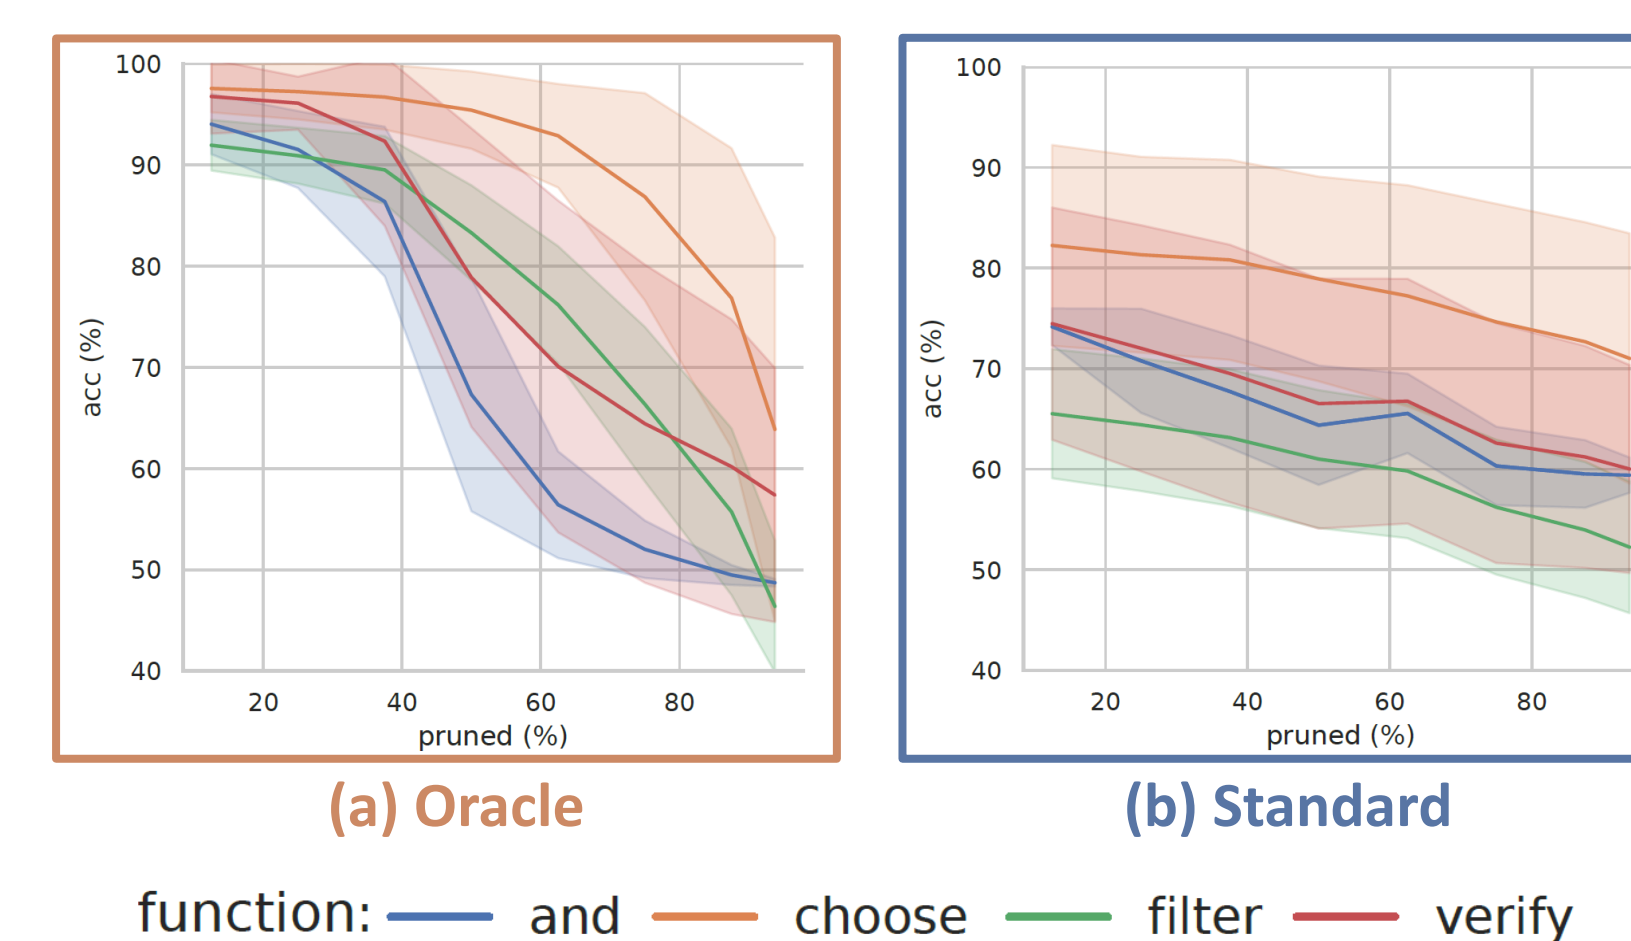 100
90
80
70
60
50
40
acc (%)
20 40 60 80
pruned (%)
(a) Oracle
100
90
80
70
60
50
40
acc (%)
20 40 60 80
pruned (%)
(b) Standard
function: and choose filter verify